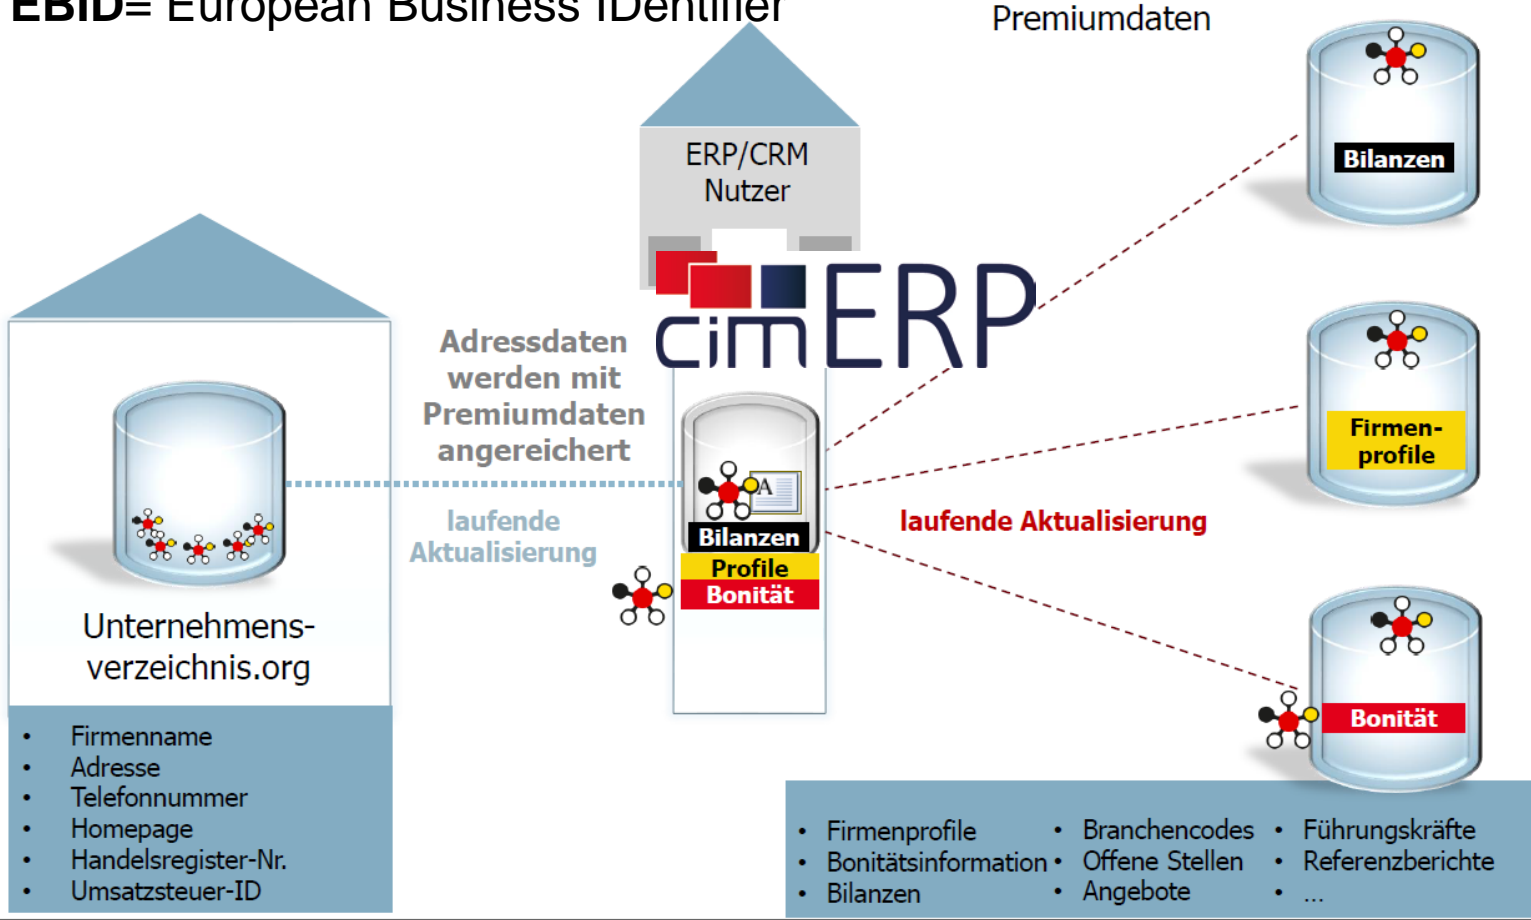 EBID= European Business IDentifier
Premiumdaten
Bilanzen
ERP/CRM
Nutzer
cimERP
Adressdaten
werden mit
Premiumdaten
angereichert
Firmen-
profile
A
laufende
Aktualisierung
laufende Aktualisierung
Bilanzen
Profile
Bonität
Unternehmens-
verzeichnis.org
Bonität
• Firmenname
• Adresse
• Telefonnummer
• Homepage
• Handelsregister-Nr.
• Umsatzsteuer-ID
• Firmenprofile
• Bonitätsinformation
• Bilanzen
• Branchencodes
• Offene Stellen
• Angebote
• Führungskräfte
• Referenzberichte
• ...